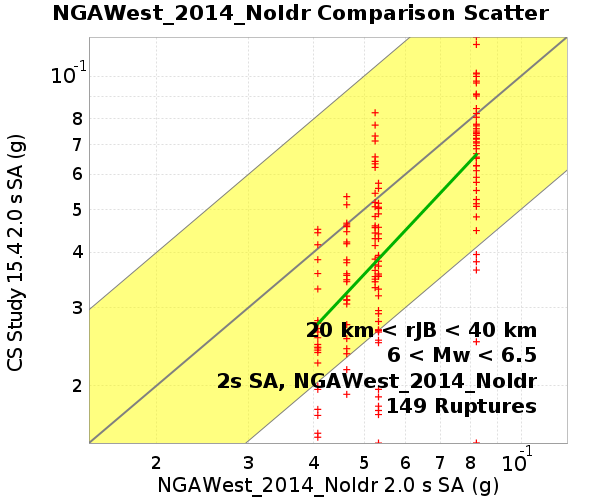 NGAWest_2014_NoIdr Comparison Scatter
CS Study 15.4 2.0 s SA (g)
10-1
8
7
6
5
4
3
2
20 km < rJB < 40 km
6 < Mw < 6.5
2s SA, NGAWest_2014_NoIdr
149 Ruptures
2 3 4 5 6 7 8 10-1
NGAWest_2014_NoIdr 2.0 s SA (g)